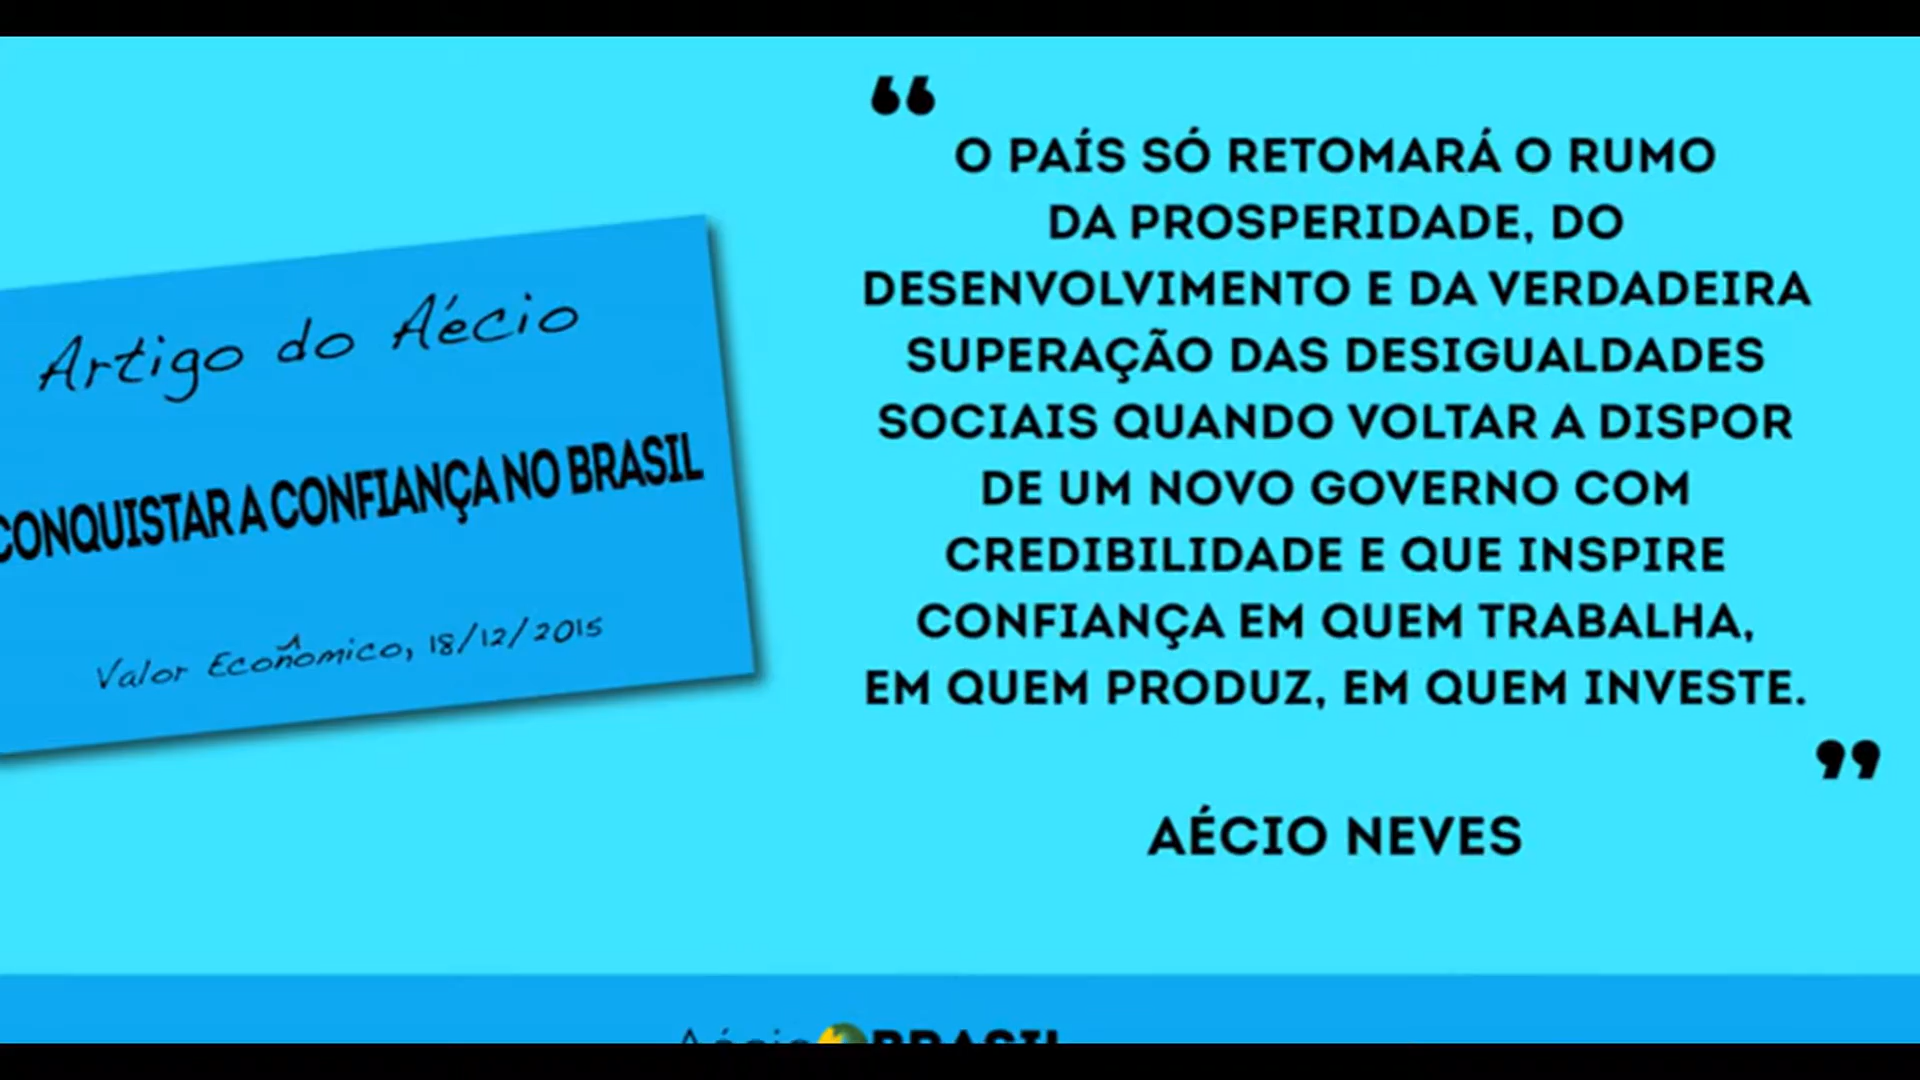 Artigo do Aécio
CONQUISTAR A CONFIANÇA NO BRASIL
Valor Econômico, 18/12/2015
“
O PAÍS SÓ RETOMARÁ O RUMO
DA PROSPERIDADE, DO
DESENVOLVIMENTO E DA VERDADEIRA
SUPERAÇÃO DAS DESIGUALDADES
SOCIAIS QUANDO VOLTAR A DISPOR
DE UM NOVO GOVERNO COM
CREDIBILIDADE E QUE INSPIRE
CONFIANÇA EM QUEM TRABALHA,
EM QUEM PRODUZ, EM QUEM INVESTE.
”
AÉCIO NEVES
Aécio BRASIL